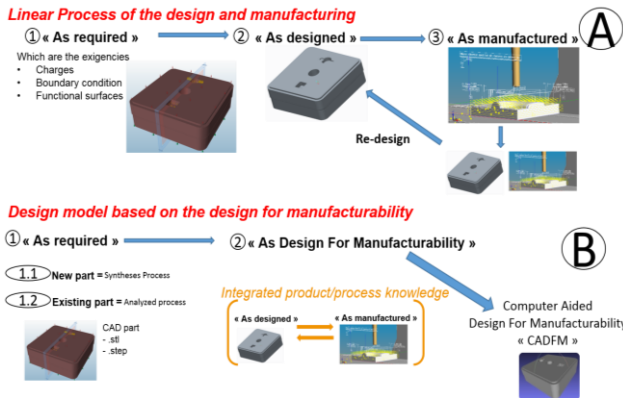 Linear Process of the design and manufacturing
A
① « As required » ② « As designed » ③ « As manufactured »
Which are the exigencies
• Charges
• Boundary condition
• Functional surfaces
Re-design
Design model based on the design for manufacturability
B
① « As required » ② « As Design For Manufacturability »
1.1 New part = Syntheses Process
1.2 Existing part = Analyzed process
Integrated product/process knowledge
« As designed » « As manufactured »
CAD part
- .stl
- .step
Computer Aided
Design For Manufacturability
« CADFM »